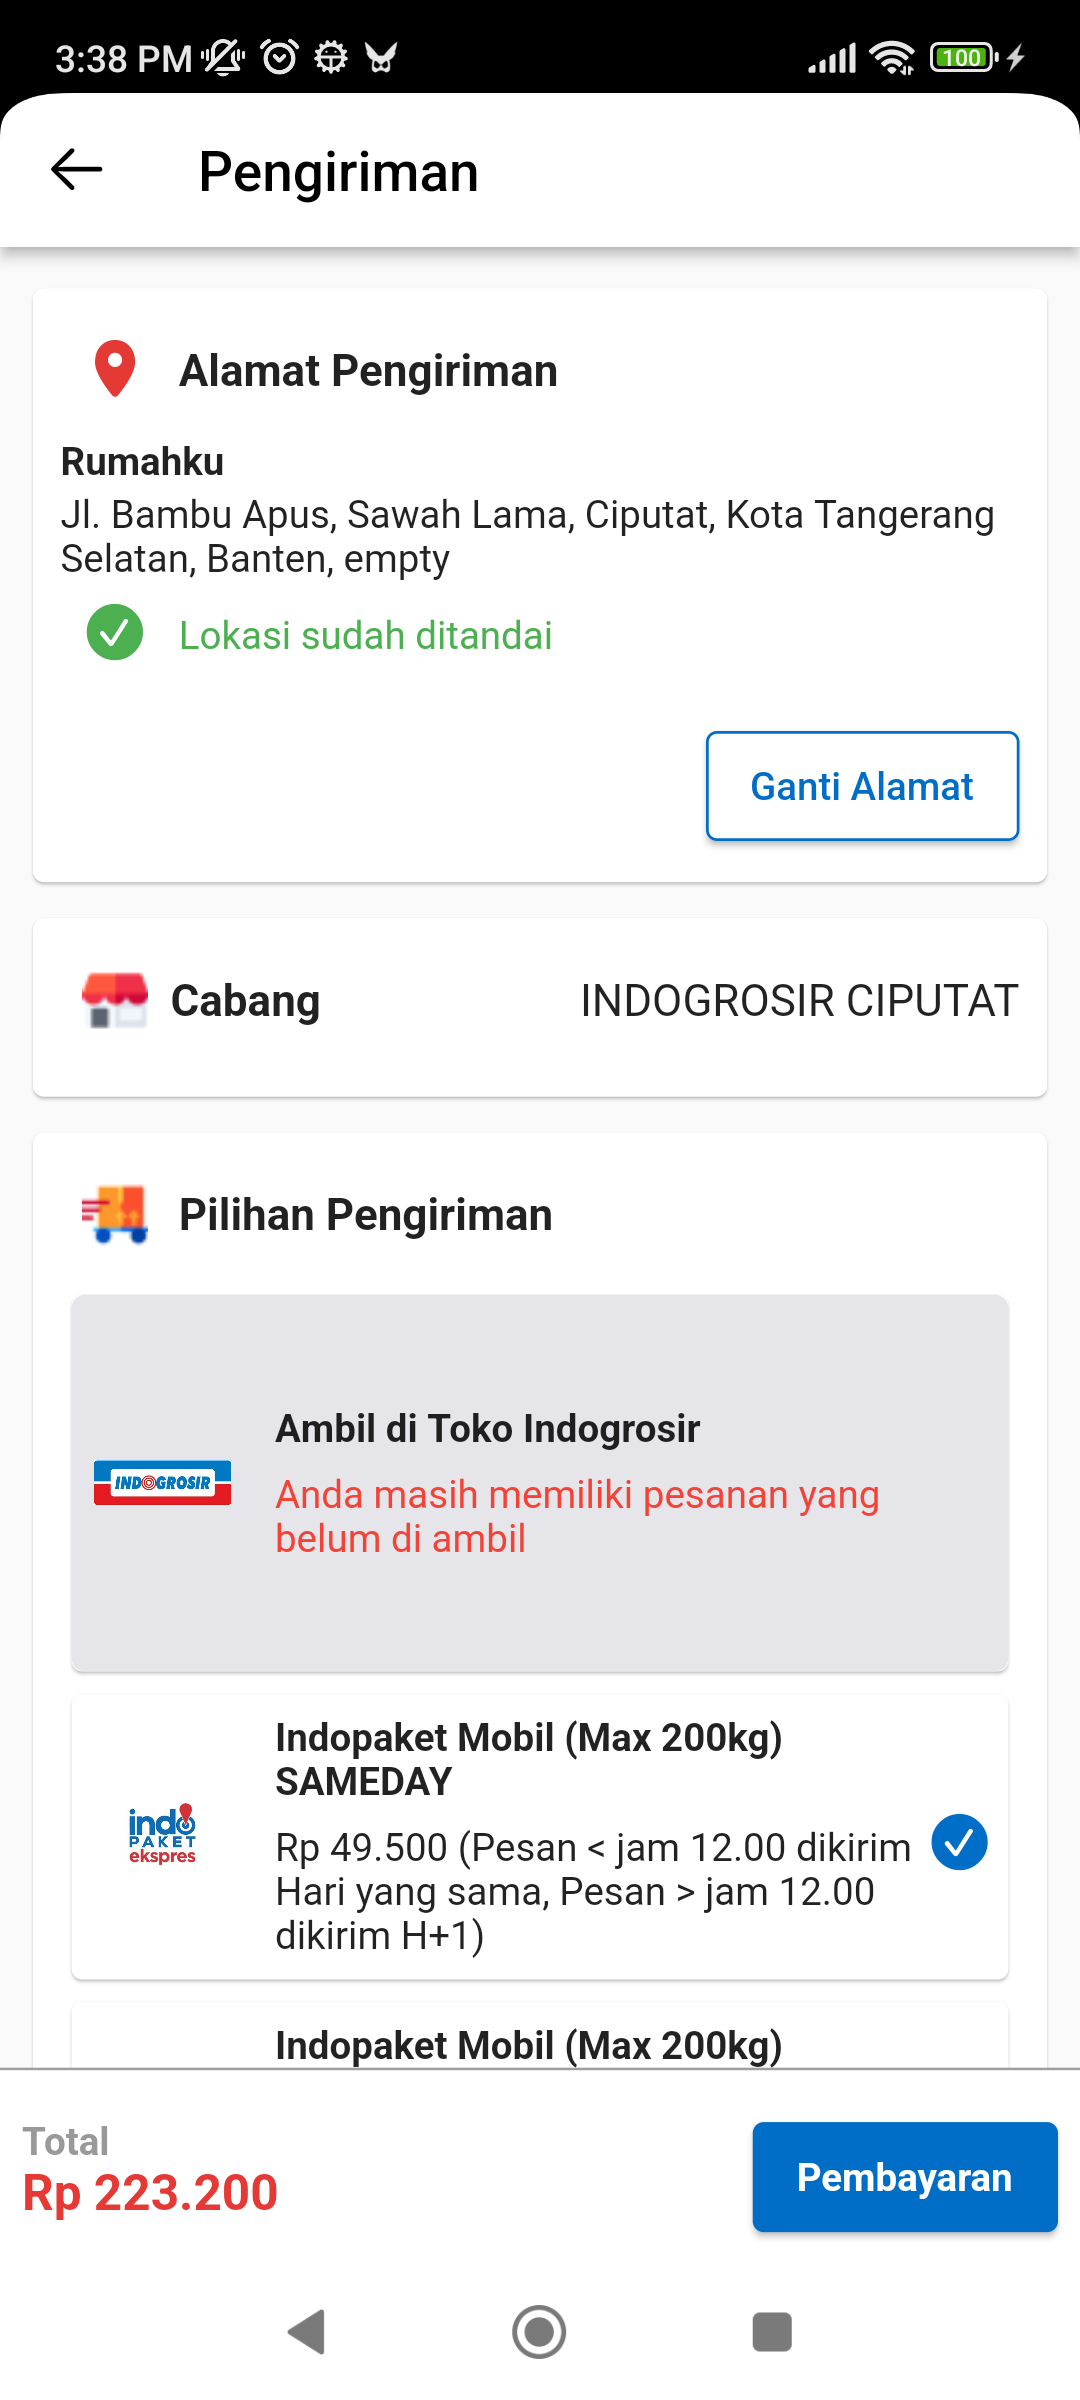 3:38 PM
100
Pengiriman
Alamat Pengiriman
Rumahku
Jl. Bambu Apus, Sawah Lama, Ciputat, Kota Tangerang
Selatan, Banten, empty
Lokasi sudah ditandai
Ganti Alamat
Cabang
INDOGROSIR CIPUTAT
Pilihan Pengiriman
Ambil di Toko Indogrosir
INDOGROSIR
Anda masih memiliki pesanan yang
belum di ambil
Indopaket Mobil (Max 200kg)
SAMEDAY
indo
PAKET
ekspres
Rp 49.500 (Pesan < jam 12.00 dikirim
Hari yang sama, Pesan > jam 12.00
dikirim H+1)
Indopaket Mobil (Max 200kg)
Total
Rp 223.200
Pembayaran